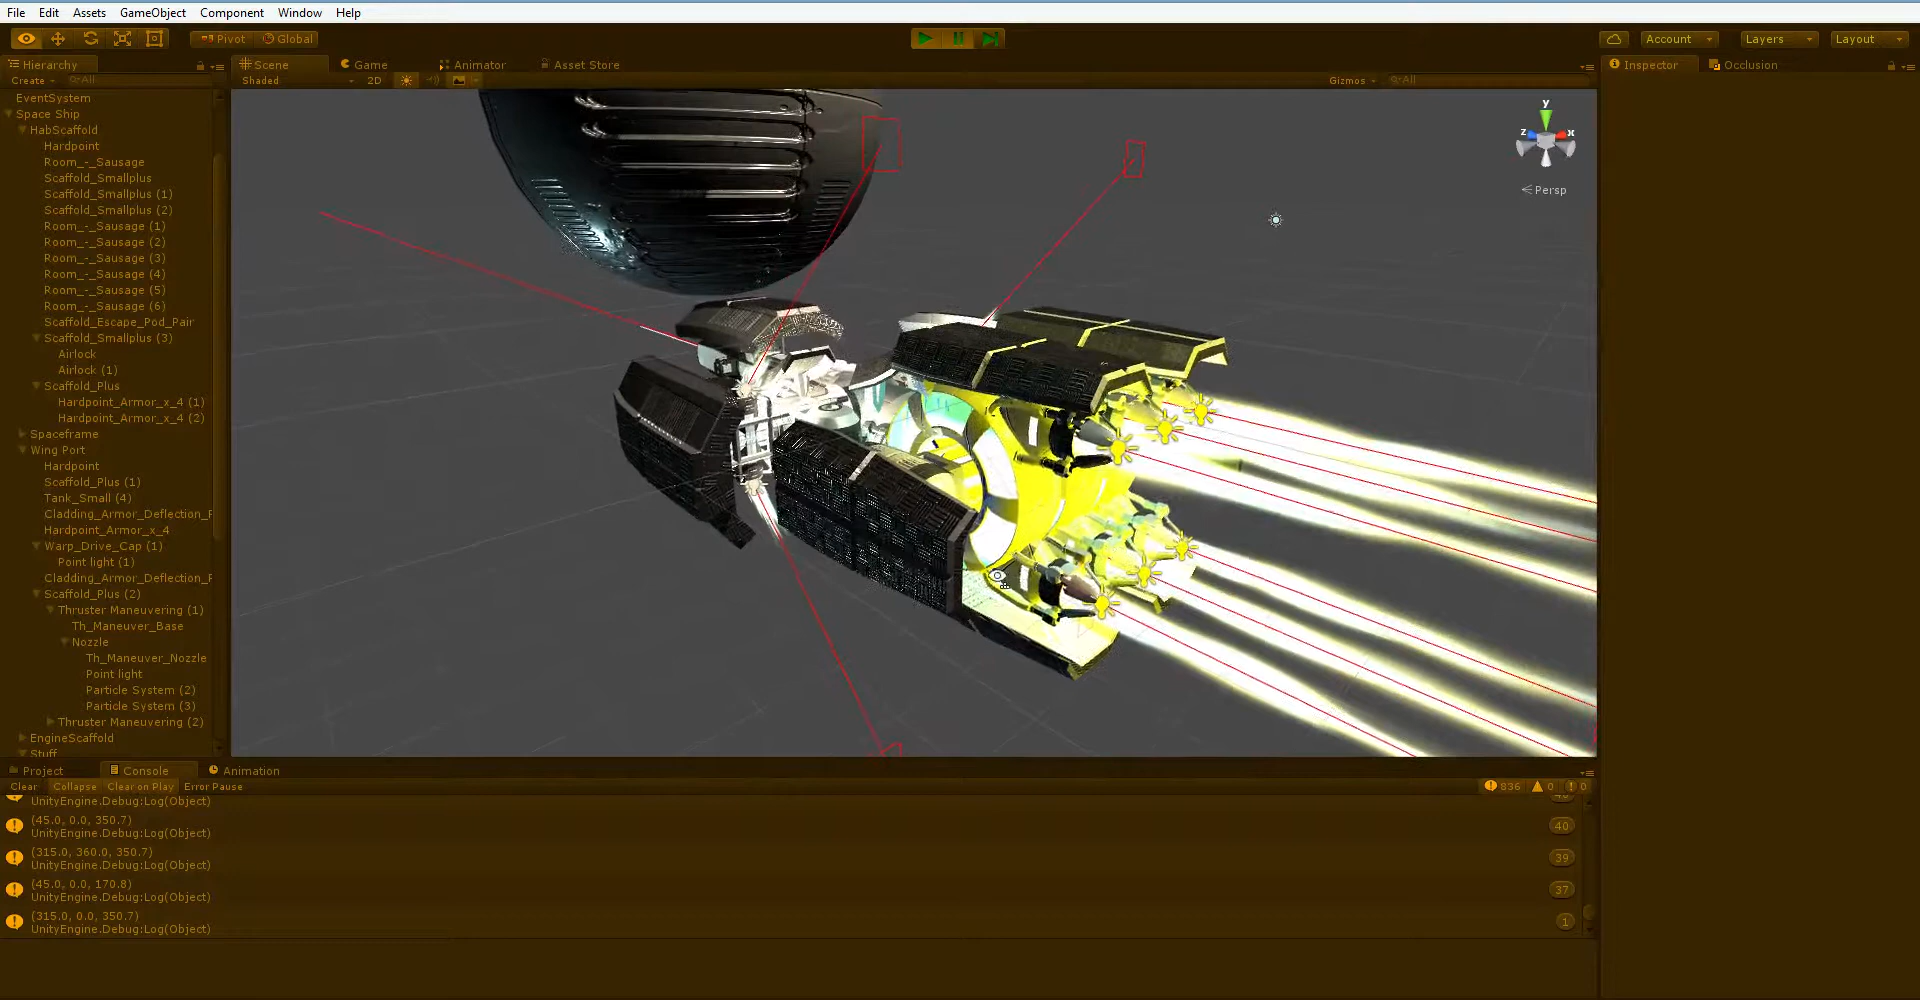 File Edit Assets GameObject Component Window Help
Pivot Global Account Layers Layout
Hierarchy Scene Game Animator Asset Store Inspector Occlusion
Create All Shaded 2D Gizmos All
EventSystem
Space Ship
HabScaffold
Hardpoint
Room_-_Sausage
Scaffold_Smallplus
Scaffold_Smallplus (1)
Scaffold_Smallplus (2)
Room_-_Sausage (1)
Room_-_Sausage (2)
Room_-_Sausage (3)
Room_-_Sausage (4)
Room_-_Sausage (5)
Room_-_Sausage (6)
Scaffold_Escape_Pod_Pair
Scaffold_Smallplus (3)
Airlock
Airlock (1)
Scaffold_Plus
Hardpoint_Armor_x_4 (1)
Hardpoint_Armor_x_4 (2)
Spaceframe
Wing Port
Hardpoint
Scaffold_Plus (1)
Tank_Small (4)
Cladding_Armor_Deflection_F
Hardpoint_Armor_x_4
Warp_Drive_Cap (1)
Point light (1)
Cladding_Armor_Deflection_F
Scaffold_Plus (2)
Thruster Maneuvering (1)
Th_Maneuver_Base
Nozzle
Th_Maneuver_Nozzle
Point light
Particle System (2)
Particle System (3)
Thruster Maneuvering (2)
EngineScaffold
Stuff
y
z x
Persp
Project Console Animation
Clear Collapse Clear on Play Error Pause 836 0 0
UnityEngine.Debug:Log(Object)
(45.0, 0.0, 350.7)
UnityEngine.Debug:Log(Object) 40
(315.0, 360.0, 350.7)
UnityEngine.Debug:Log(Object) 39
(45.0, 0.0, 170.8)
UnityEngine.Debug:Log(Object) 37
(315.0, 0.0, 350.7)
UnityEngine.Debug:Log(Object) 1